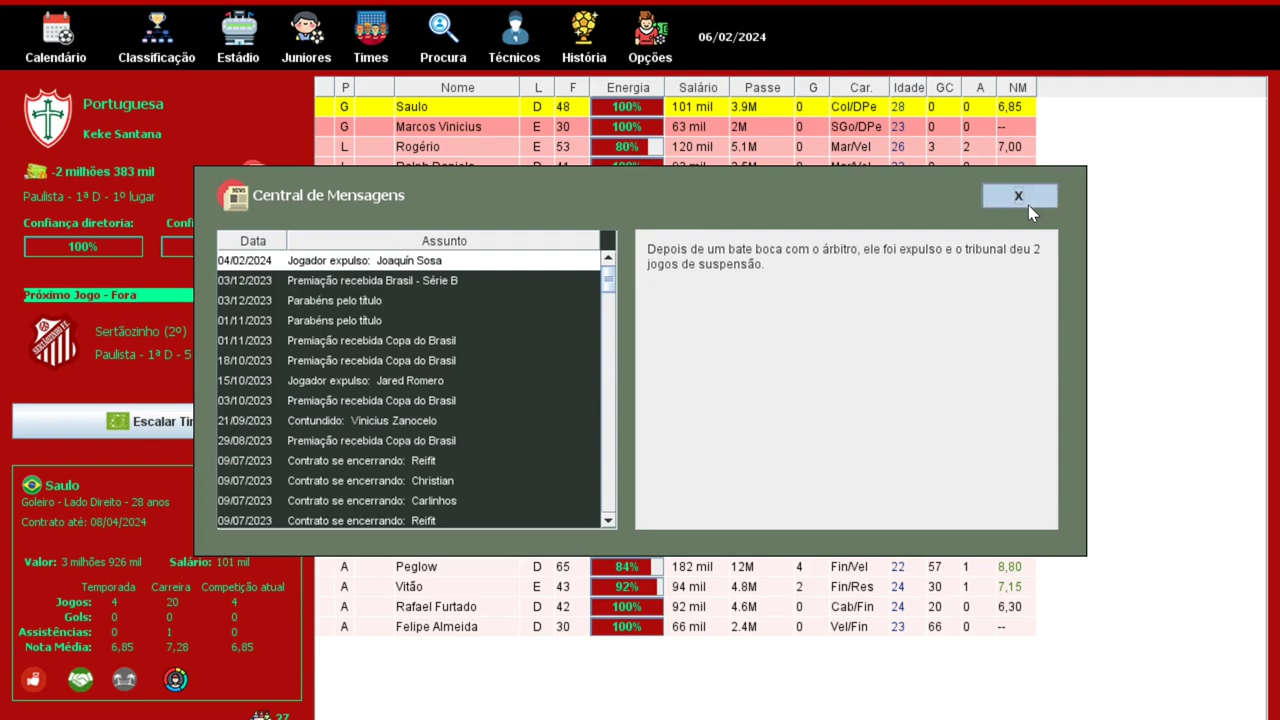 Calendário Classificação Estádio Juniores Times Procura Técnicos História Opções 06/02/2024
Portuguesa
Keke Santana
-2 milhões 383 mil
Paulista - 1ª D - 1º lugar
Confiança diretoria:
100%
Próximo Jogo - Fora
Sertãozinho (2º)
Paulista - 1ª D - 5
Escalar
Saulo
Goleiro - Lado Direito - 28 anos
Contrato até: 08/04/2024
Valor: 3 milhões 926 mil Salário: 101 mil
Temporada Carreira Competição atual
Jogos: 4 20 4
Gols: 0 0 0
Assistências: 0 1 0
Nota Média: 6,85 7,28 6,85
27
P Nome L F Energia Salário Passe G Car. Idade GC A NM
G Saulo D 48 100% 101 mil 3.9M 0 Col/DPe 28 0 0 6,85
G Marcos Vinicius E 30 100% 63 mil 2M 0 SGo/DPe 23 0 0 --
L Rogério E 53 80% 120 mil 5.1M 0 Mar/Vel 26 3 2 7,00
Central de Mensagens
X
Data Assunto
04/02/2024 Jogador expulso: Joaquín Sosa
03/12/2023 Premiação recebida Brasil - Série B
03/12/2023 Parabéns pelo título
01/11/2023 Parabéns pelo título
01/11/2023 Premiação recebida Copa do Brasil
18/10/2023 Premiação recebida Copa do Brasil
15/10/2023 Jogador expulso: Jared Romero
03/10/2023 Premiação recebida Copa do Brasil
21/09/2023 Contundido: Vinicius Zanocelo
29/08/2023 Premiação recebida Copa do Brasil
09/07/2023 Contrato se encerrando: Reifit
09/07/2023 Contrato se encerrando: Christian
09/07/2023 Contrato se encerrando: Carlinhos
09/07/2023 Contrato se encerrando: Reifit
Depois de um bate boca com o árbitro, ele foi expulso e o tribunal deu 2
jogos de suspensão.
A Peglow D 65 84% 182 mil 12M 4 Fin/Vel 22 57 1 8,80
A Vitão E 43 92% 94 mil 4.8M 2 Fin/Res 24 30 1 7,15
A Rafael Furtado D 42 100% 92 mil 4.6M 0 Cab/Fin 24 20 0 6,30
A Felipe Almeida D 30 100% 66 mil 2.4M 0 Vel/Fin 23 66 0 --